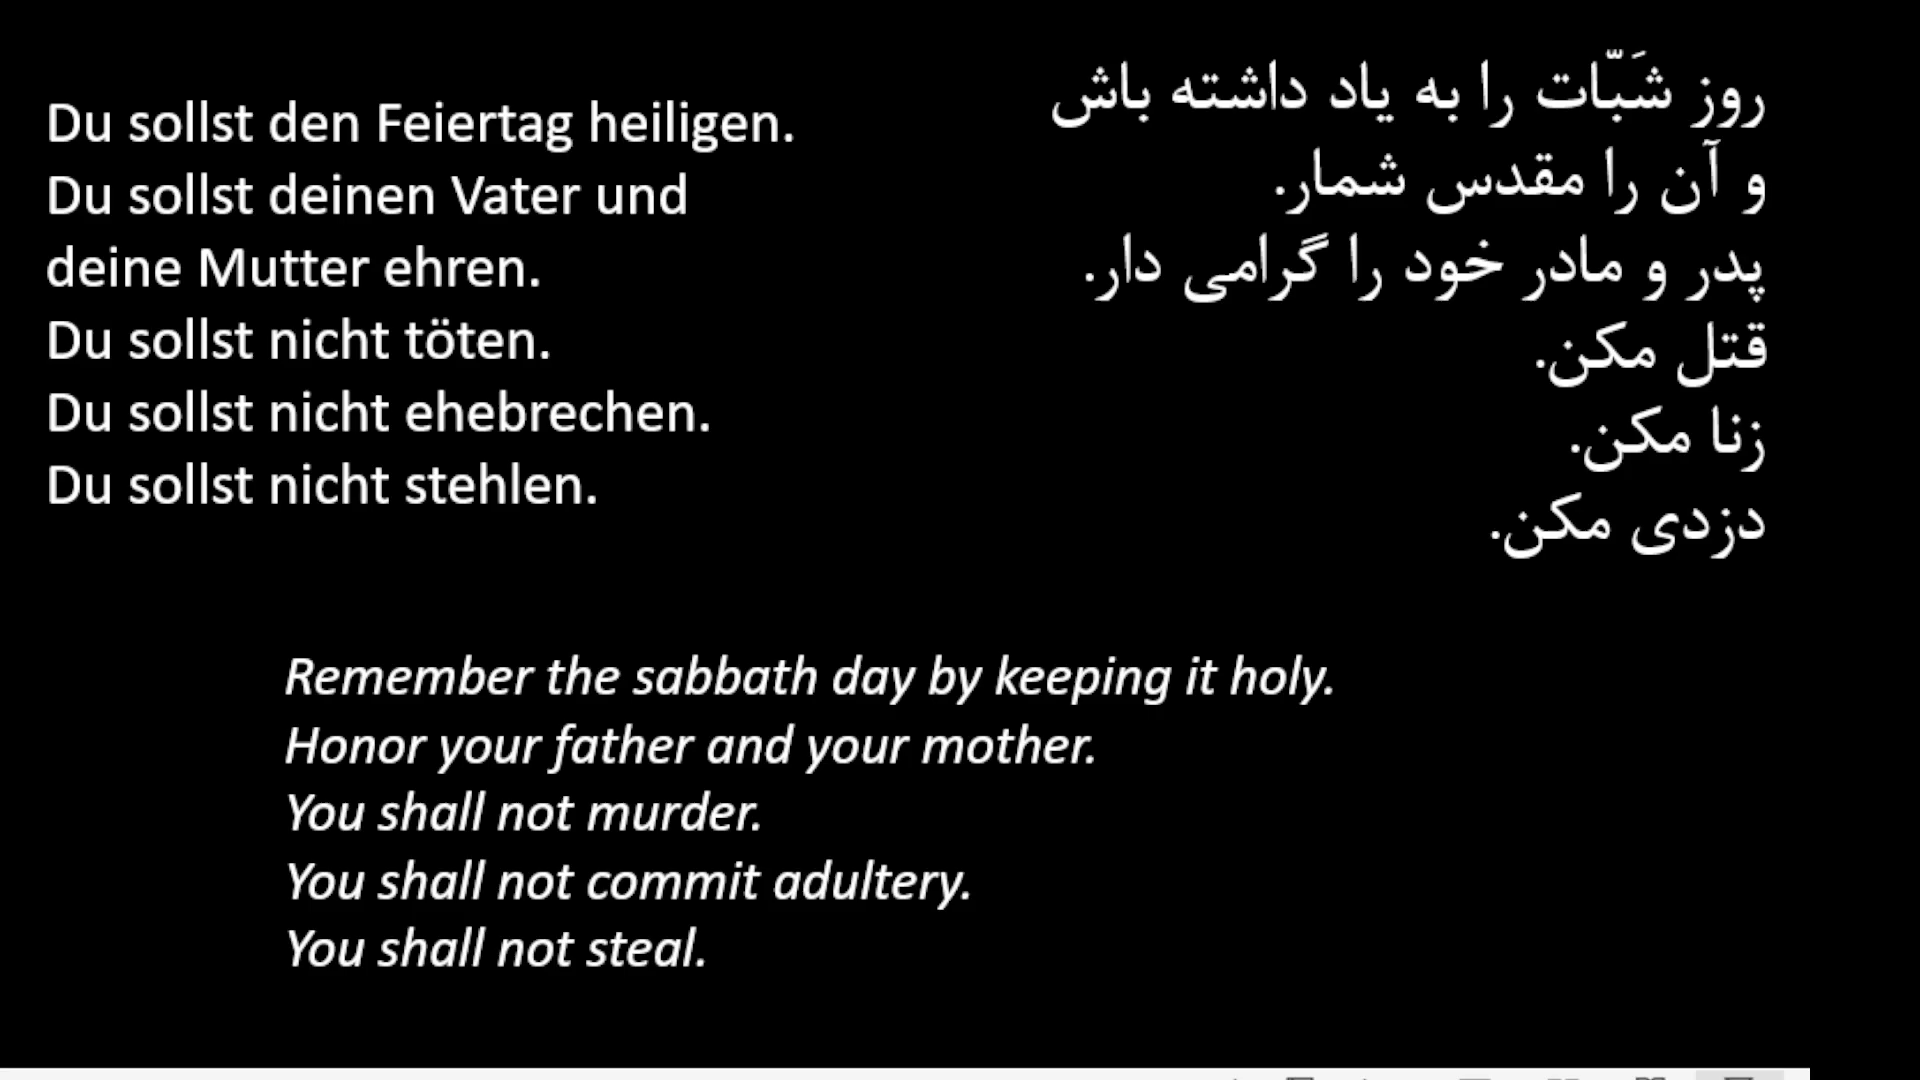 Du sollst den Feiertag heiligen.
Du sollst deinen Vater und
deine Mutter ehren.
Du sollst nicht töten.
Du sollst nicht ehebrechen.
Du sollst nicht stehlen.
روز شَبّات را به یاد داشته باش
و آن را مقدس شمار.
پدر و مادر خود را گرامی دار.
قتل مکن.
زنا مکن.
دزدی مکن.
Remember the sabbath day by keeping it holy.
Honor your father and your mother.
You shall not murder.
You shall not commit adultery.
You shall not steal.